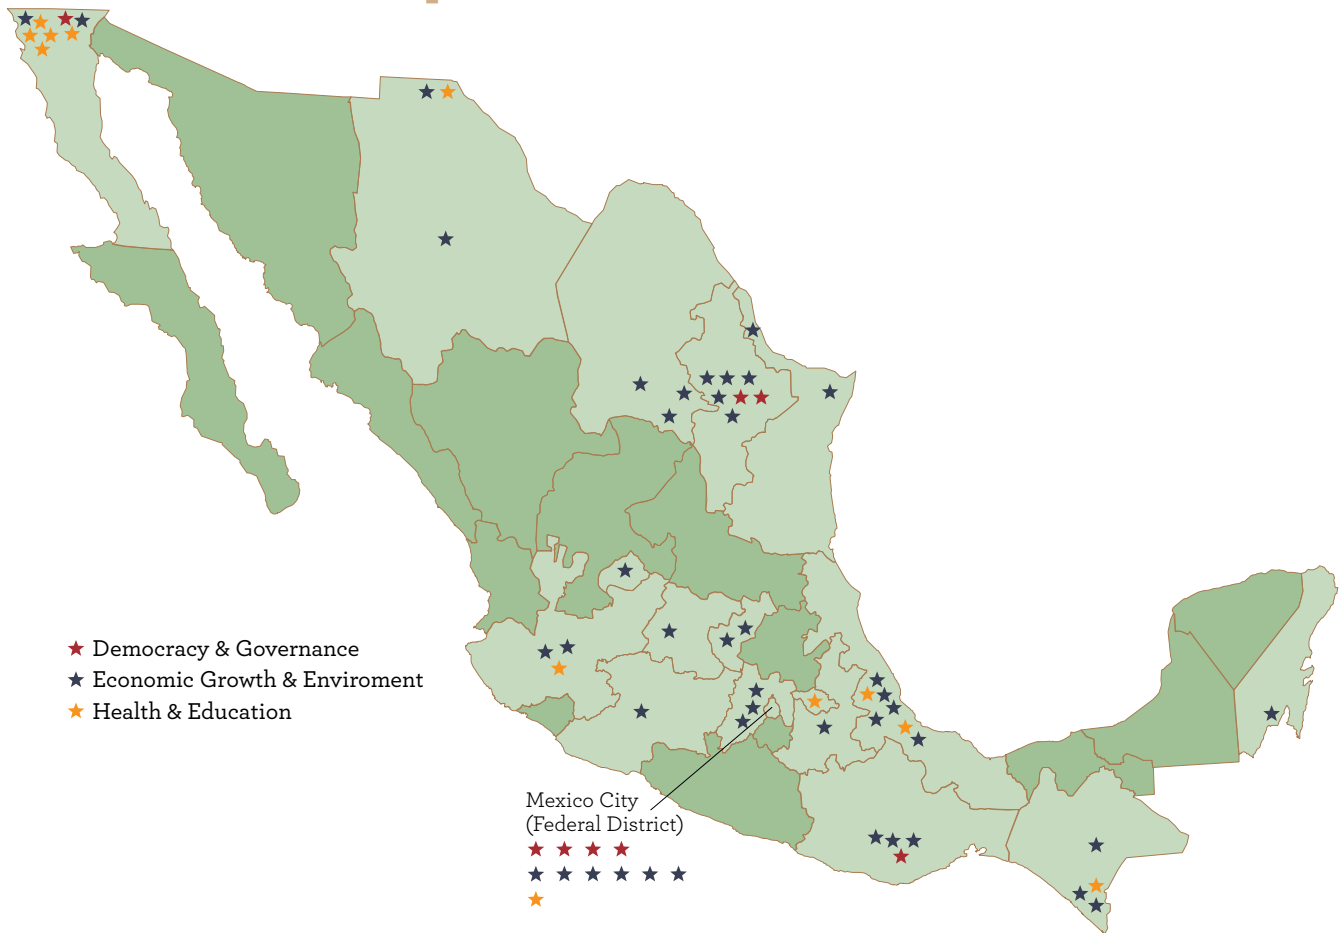 Democracy & Governance
Economic Growth & Enviroment
Health & Education
Mexico City
(Federal District)